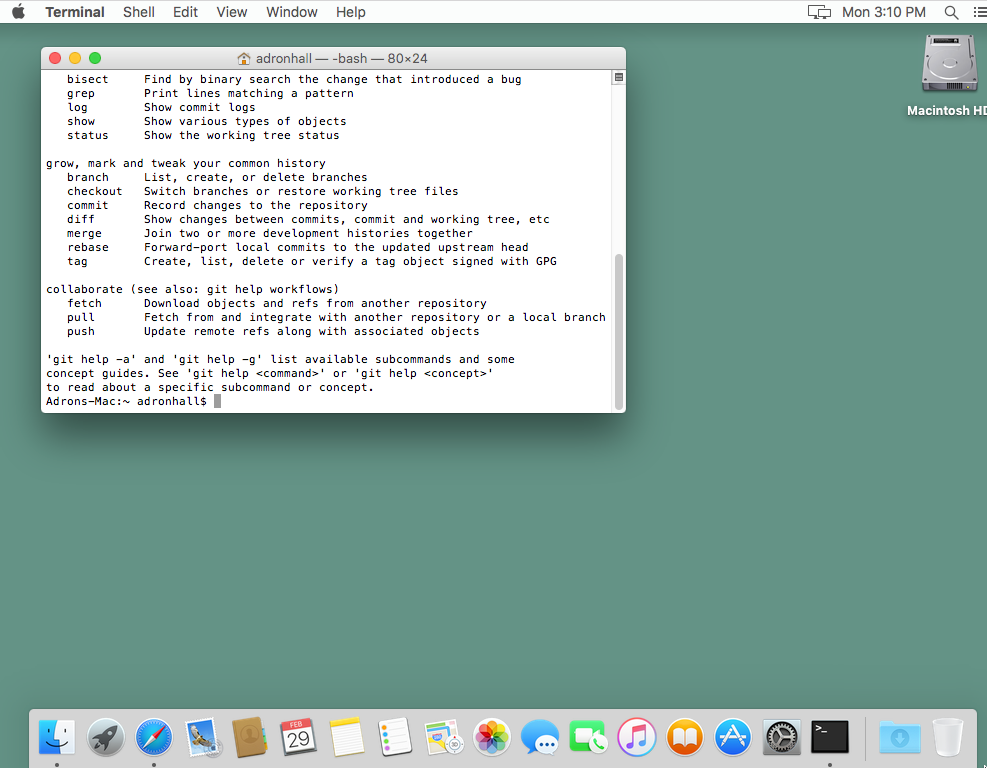 Terminal Shell Edit View Window Help Mon 3:10 PM
adronhall — -bash — 80×24
bisect Find by binary search the change that introduced a bug
grep Print lines matching a pattern
log Show commit logs
show Show various types of objects
status Show the working tree status
grow, mark and tweak your common history
branch List, create, or delete branches
checkout Switch branches or restore working tree files
commit Record changes to the repository
diff Show changes between commits, commit and working tree, etc
merge Join two or more development histories together
rebase Forward-port local commits to the updated upstream head
tag Create, list, delete or verify a tag object signed with GPG
collaborate (see also: git help workflows)
fetch Download objects and refs from another repository
pull Fetch from and integrate with another repository or a local branch
push Update remote refs along with associated objects
'git help -a' and 'git help -g' list available subcommands and some
concept guides. See 'git help <command>' or 'git help <concept>'
to read about a specific subcommand or concept.
Adrons-Mac:~ adronhall$
Macintosh HD
FEB
29
>_